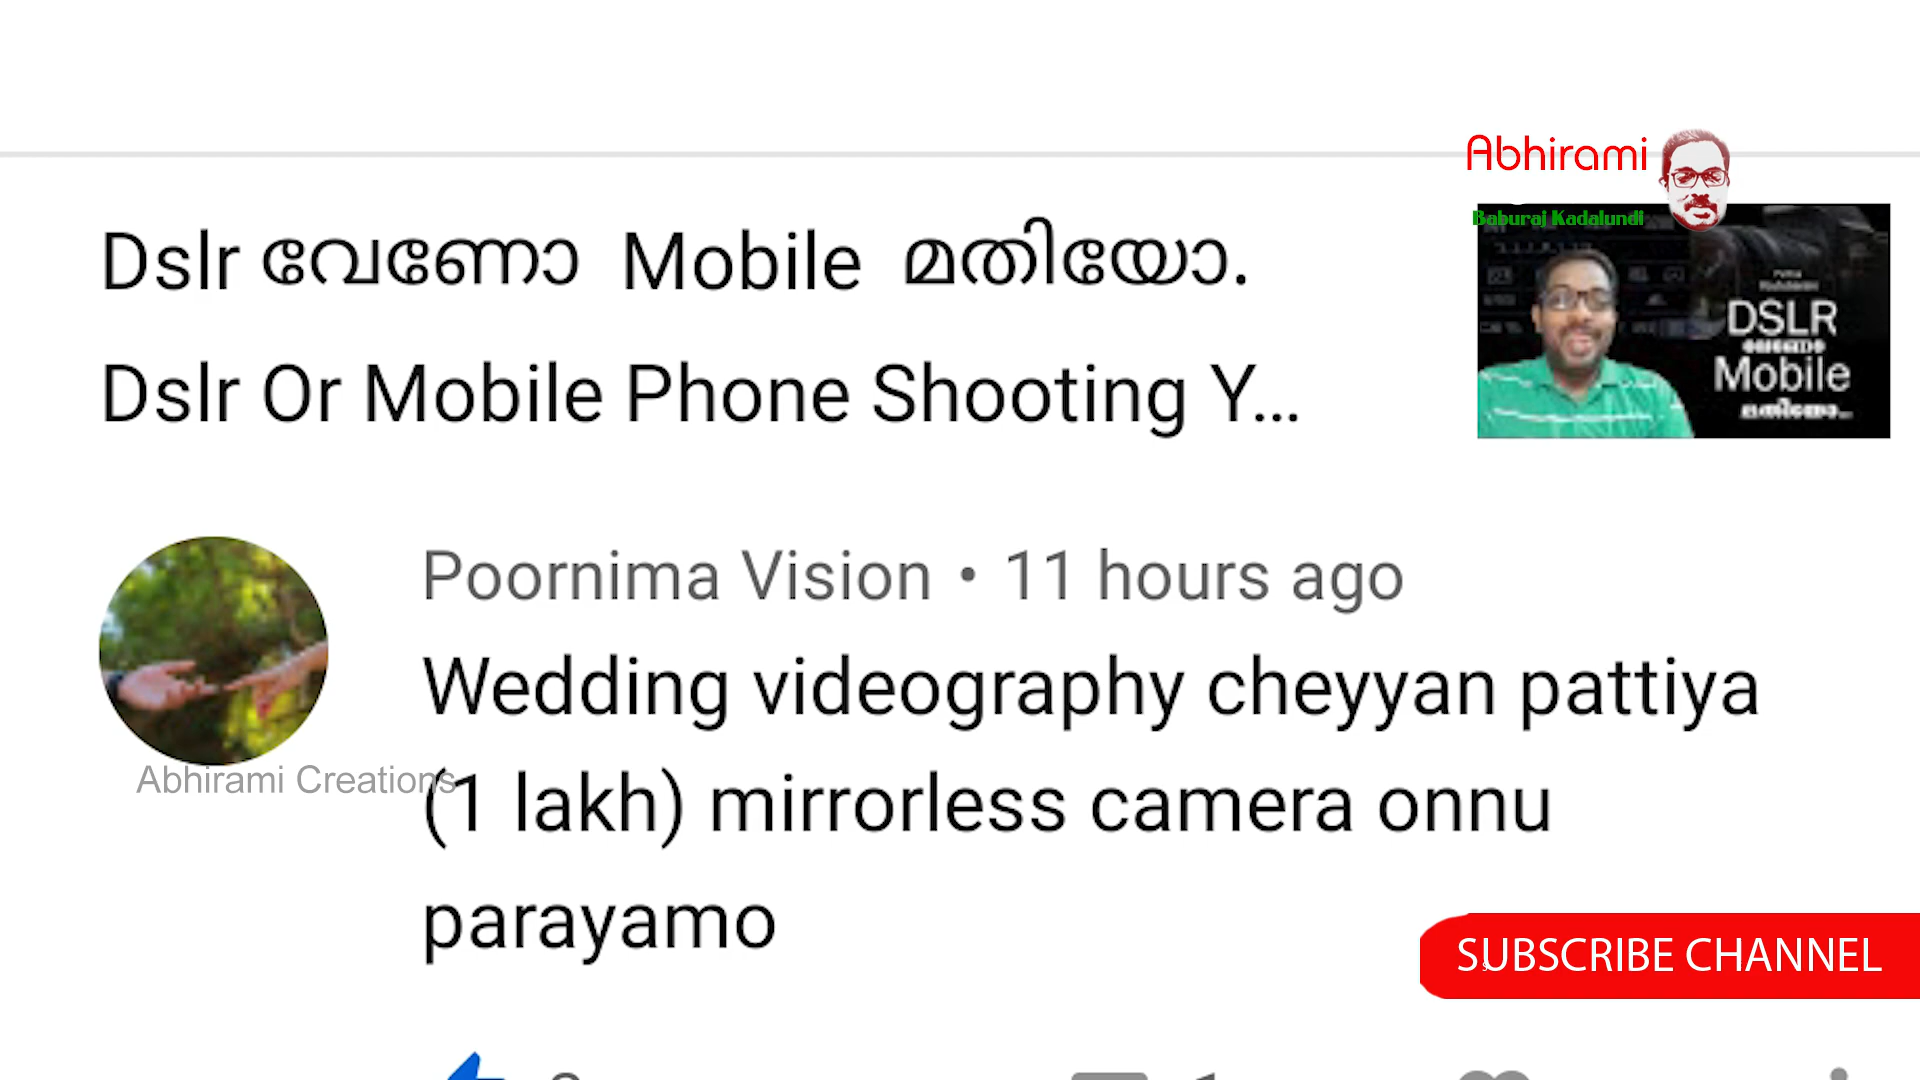 Abhirami
Baburaj Kadalundi
Dslr വേണോ Mobile മതിയോ.
Dslr Or Mobile Phone Shooting Y...
DSLR
വേണോ
Mobile
മതിയോ...
Poornima Vision • 11 hours ago
Wedding videography cheyyan pattiya
(1 lakh) mirrorless camera onnu
parayamo
Abhirami Creations
SUBSCRIBE CHANNEL